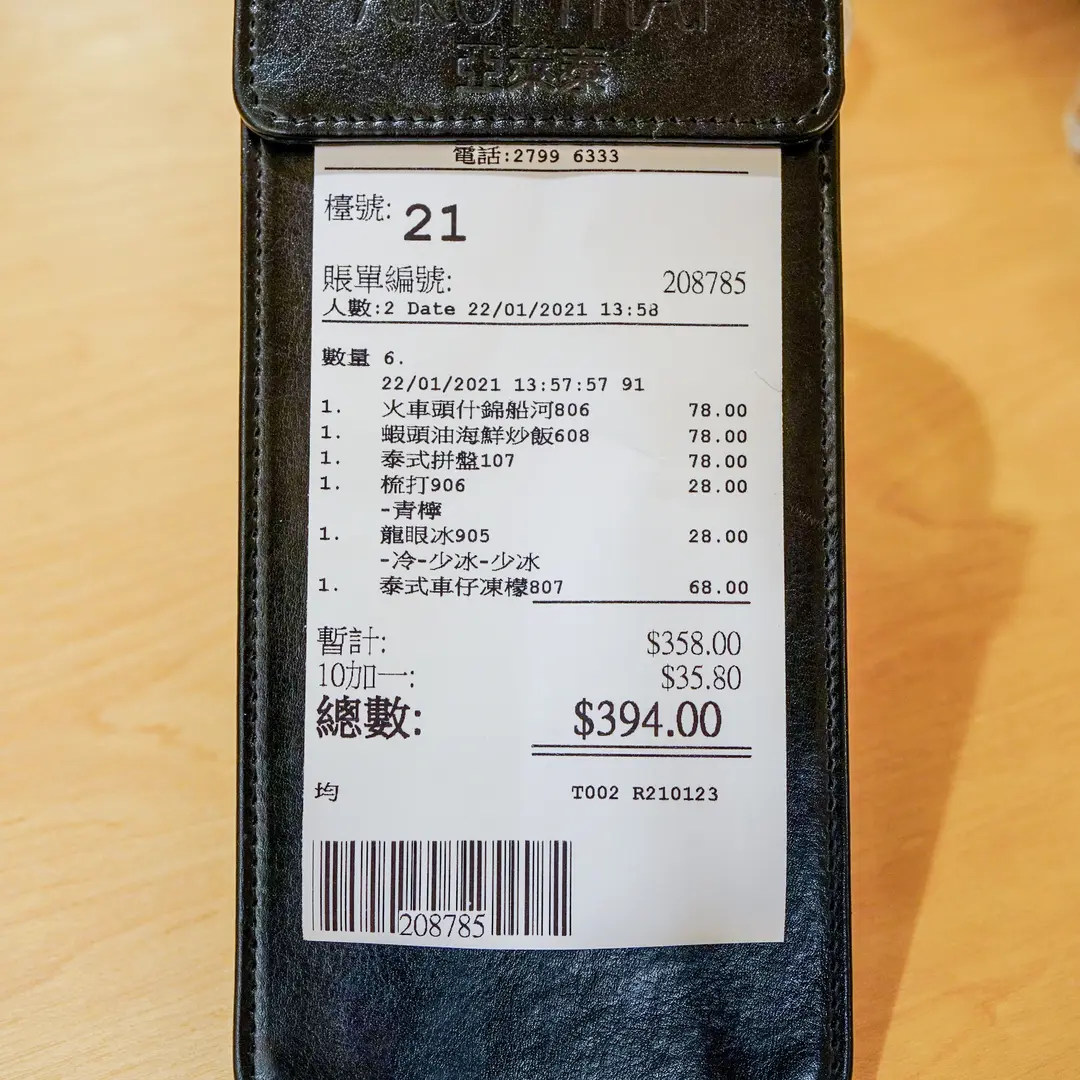 AROI THAI
亞萊泰
電話:2799 6333
檯號: 21
賬單編號: 208785
人數:2 Date 22/01/2021 13:58
數量 6.
22/01/2021 13:57:57 91
1. 火車頭什錦船河806 78.00
1. 蝦頭油海鮮炒飯608 78.00
1. 泰式拼盤107 78.00
1. 梳打906 28.00
-青檸
1. 龍眼冰905 28.00
-冷-少冰-少冰
1. 泰式車仔凍檬807 68.00
暫計: $358.00
10加一: $35.80
總數: $394.00
均 T002 R210123
208785